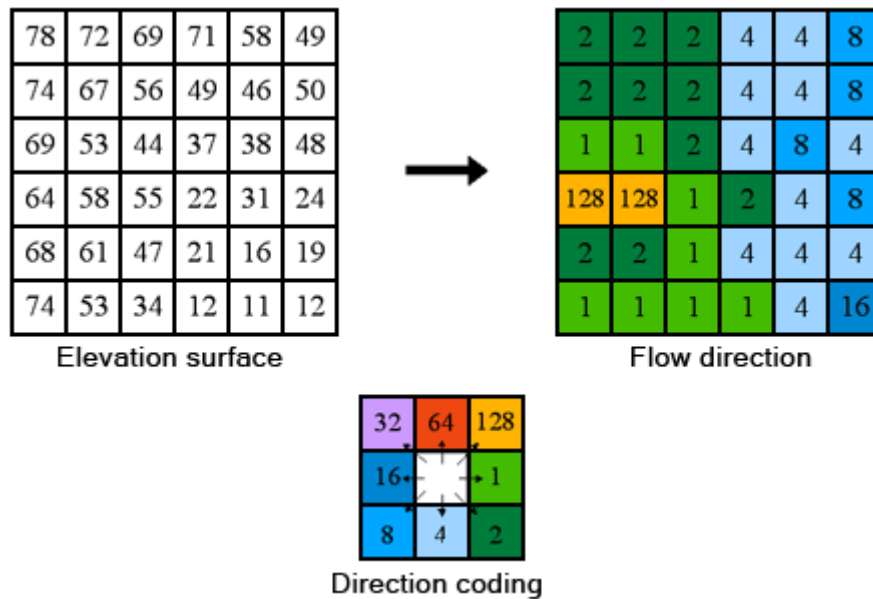 78 72 69 71 58 49
74 67 56 49 46 50
69 53 44 37 38 48
64 58 55 22 31 24
68 61 47 21 16 19
74 53 34 12 11 12
Elevation surface
2 2 2 4 4 8
2 2 2 4 4 8
1 1 2 4 8 4
128 128 1 2 4 8
2 2 1 4 4 4
1 1 1 1 4 16
Flow direction
32 64 128
16 1
8 4 2
Direction coding